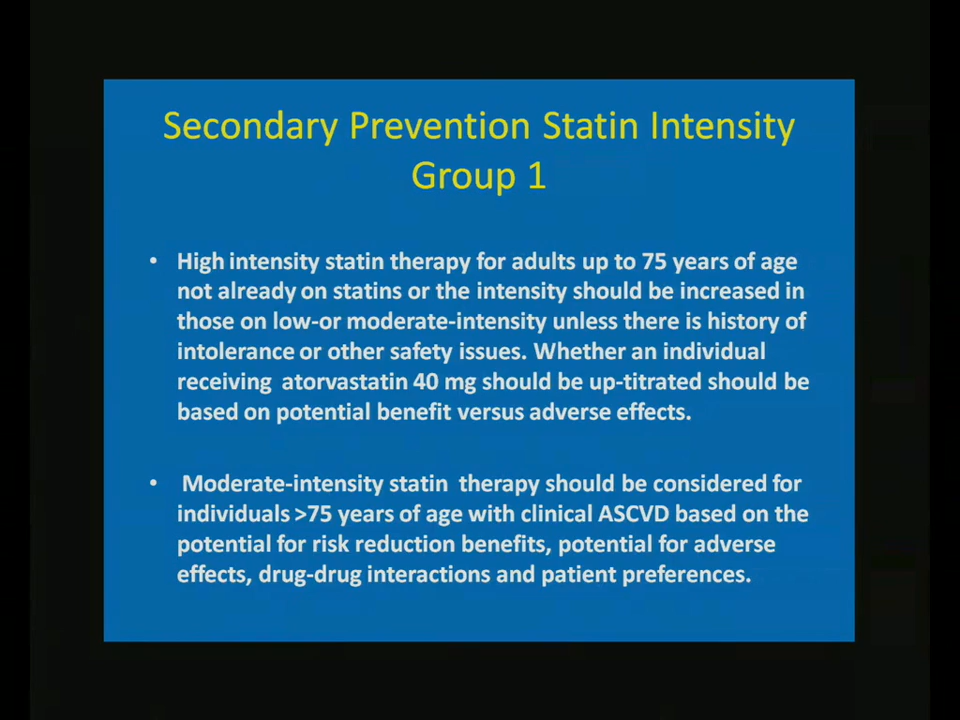 Secondary Prevention Statin Intensity
Group 1
• High intensity statin therapy for adults up to 75 years of age
not already on statins or the intensity should be increased in
those on low-or moderate-intensity unless there is history of
intolerance or other safety issues. Whether an individual
receiving atorvastatin 40 mg should be up-titrated should be
based on potential benefit versus adverse effects.
• Moderate-intensity statin therapy should be considered for
individuals >75 years of age with clinical ASCVD based on the
potential for risk reduction benefits, potential for adverse
effects, drug-drug interactions and patient preferences.